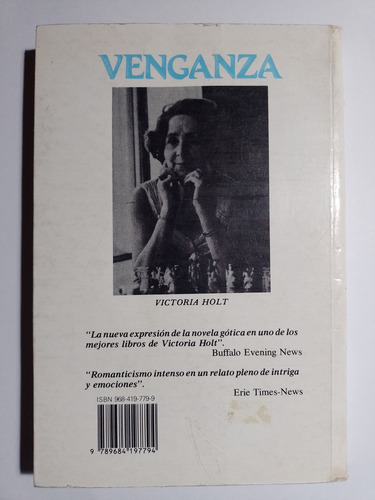 VENGANZA
VICTORIA HOLT
"La nueva expresión de la novela gótica en uno de los
mejores libros de Victoria Holt".
Buffalo Evening News
"Romanticismo intenso en un relato pleno de intriga
y emociones".
Erie Times-News
ISBN 968-419-779-9
9 789684 197794